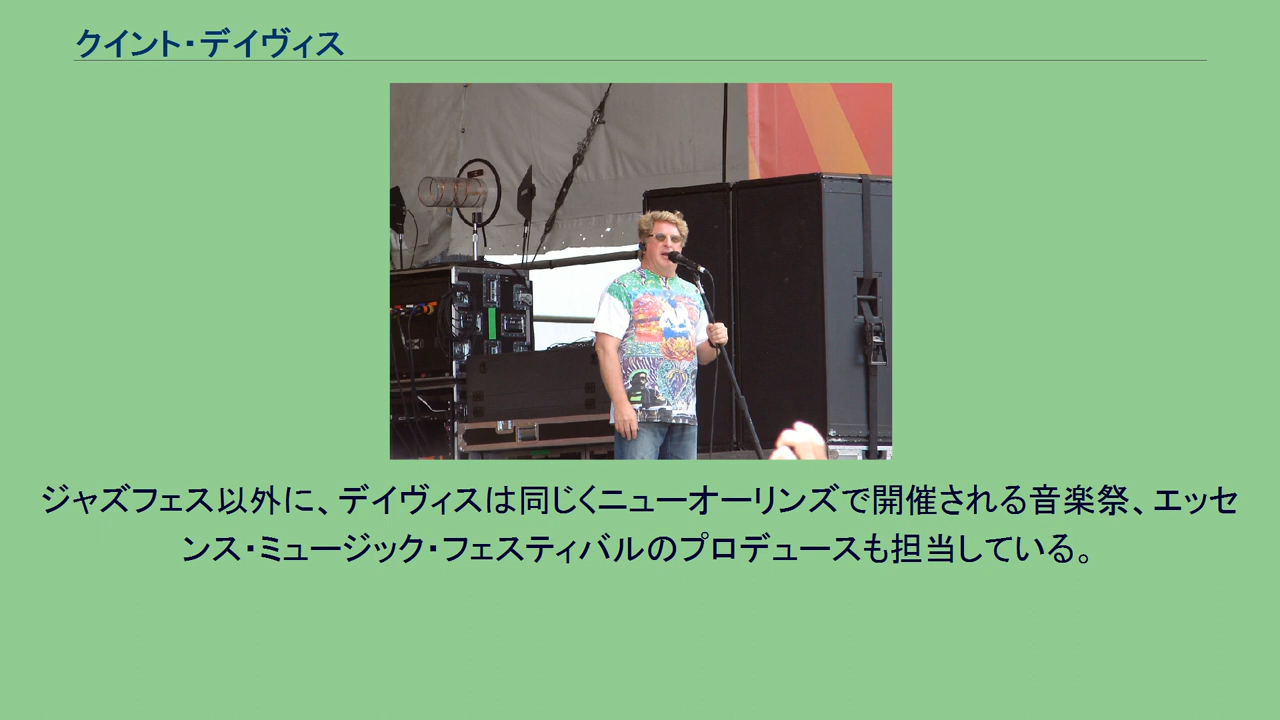 クイント・デイヴィス
ジャズフェス以外に、デイヴィスは同じくニューオーリンズで開催される音楽祭、エッセ
ンス・ミュージック・フェスティバルのプロデュースも担当している。